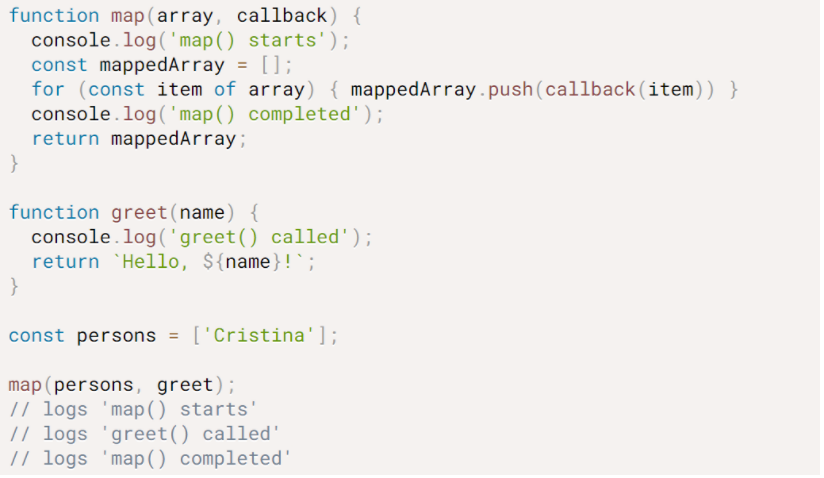 function map(array, callback) {
  console.log('map() starts');
  const mappedArray = [];
  for (const item of array) { mappedArray.push(callback(item)) }
  console.log('map() completed');
  return mappedArray;
}

function greet(name) {
  console.log('greet() called');
  return `Hello, ${name}!`;
}

const persons = ['Cristina'];

map(persons, greet);
// logs 'map() starts'
// logs 'greet() called'
// logs 'map() completed'